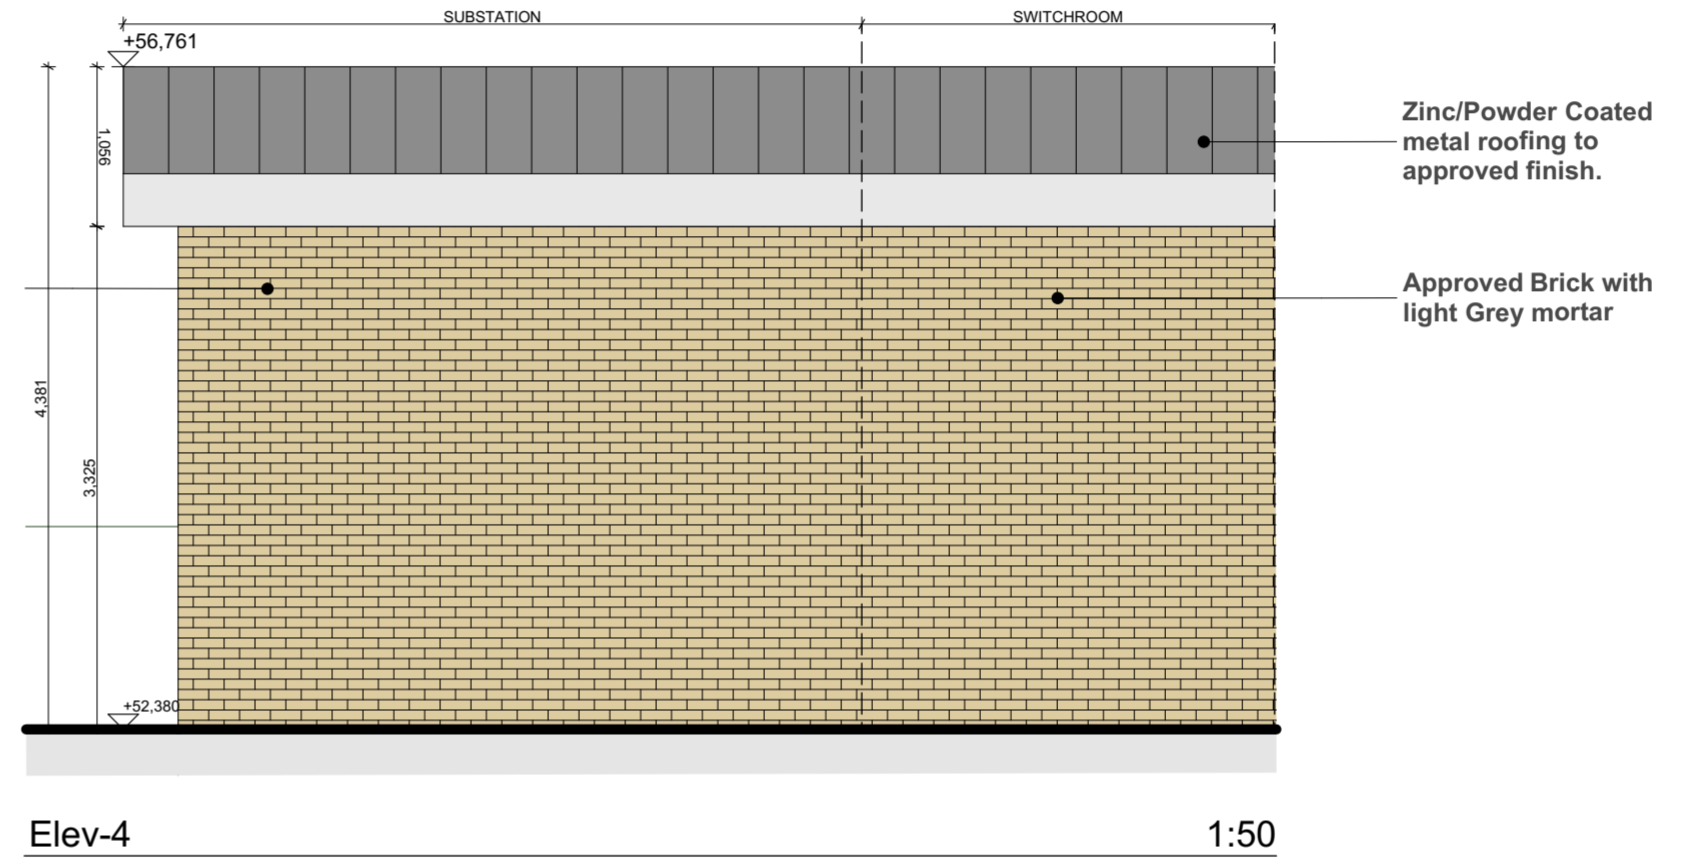 SUBSTATION
SWITCHROOM
+56,761
1,056
Zinc/Powder Coated
metal roofing to
approved finish.
Approved Brick with
light Grey mortar
4,381
3,325
+52,380
Elev-4
1:50